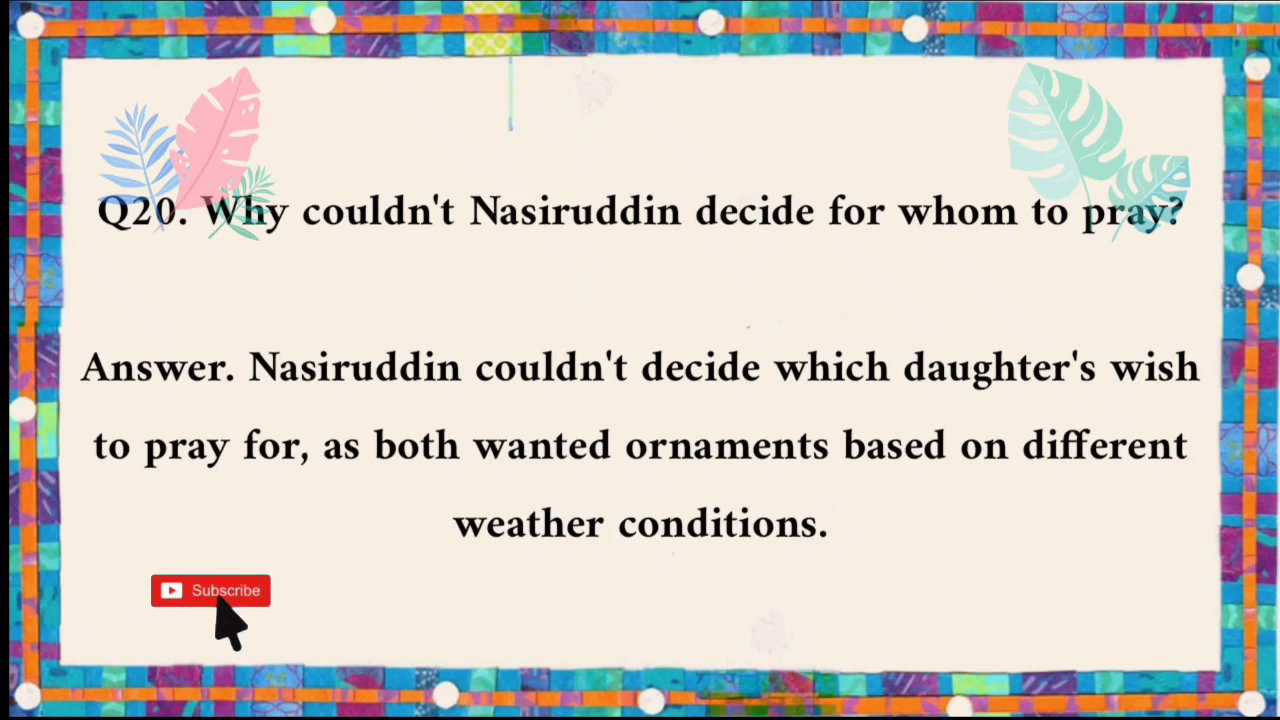 Q20. Why couldn't Nasiruddin decide for whom to pray?
Answer. Nasiruddin couldn't decide which daughter's wish
to pray for, as both wanted ornaments based on different
weather conditions.
Subscribe